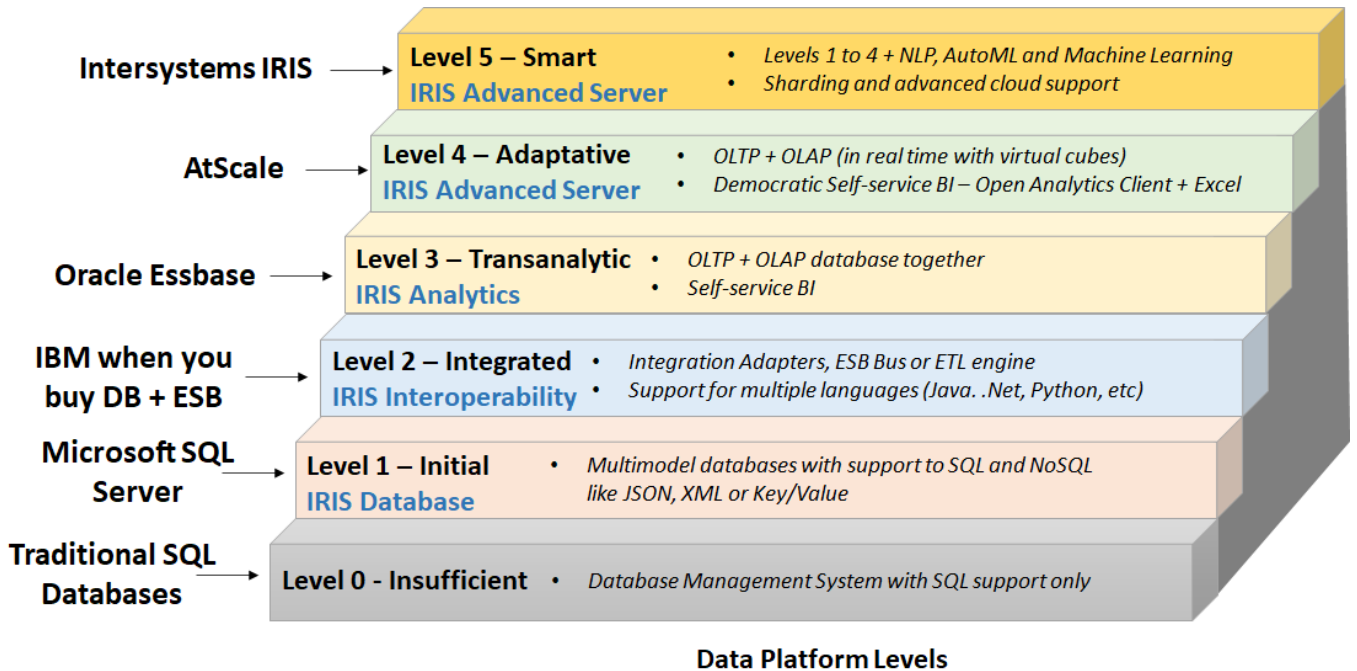 Intersystems IRIS
Level 5 – Smart
IRIS Advanced Server
• Levels 1 to 4 + NLP, AutoML and Machine Learning
• Sharding and advanced cloud support
AtScale
Level 4 – Adaptative
IRIS Advanced Server
• OLTP + OLAP (in real time with virtual cubes)
• Democratic Self-service BI – Open Analytics Client + Excel
Oracle Essbase
Level 3 – Transanalytic
IRIS Analytics
• OLTP + OLAP database together
• Self-service BI
IBM when you
buy DB + ESB
Level 2 – Integrated
IRIS Interoperability
• Integration Adapters, ESB Bus or ETL engine
• Support for multiple languages (Java. .Net, Python, etc)
Microsoft SQL
Server
Level 1 – Initial
IRIS Database
• Multimodel databases with support to SQL and NoSQL
like JSON, XML or Key/Value
Traditional SQL
Databases
Level 0 - Insufficient
• Database Management System with SQL support only
Data Platform Levels